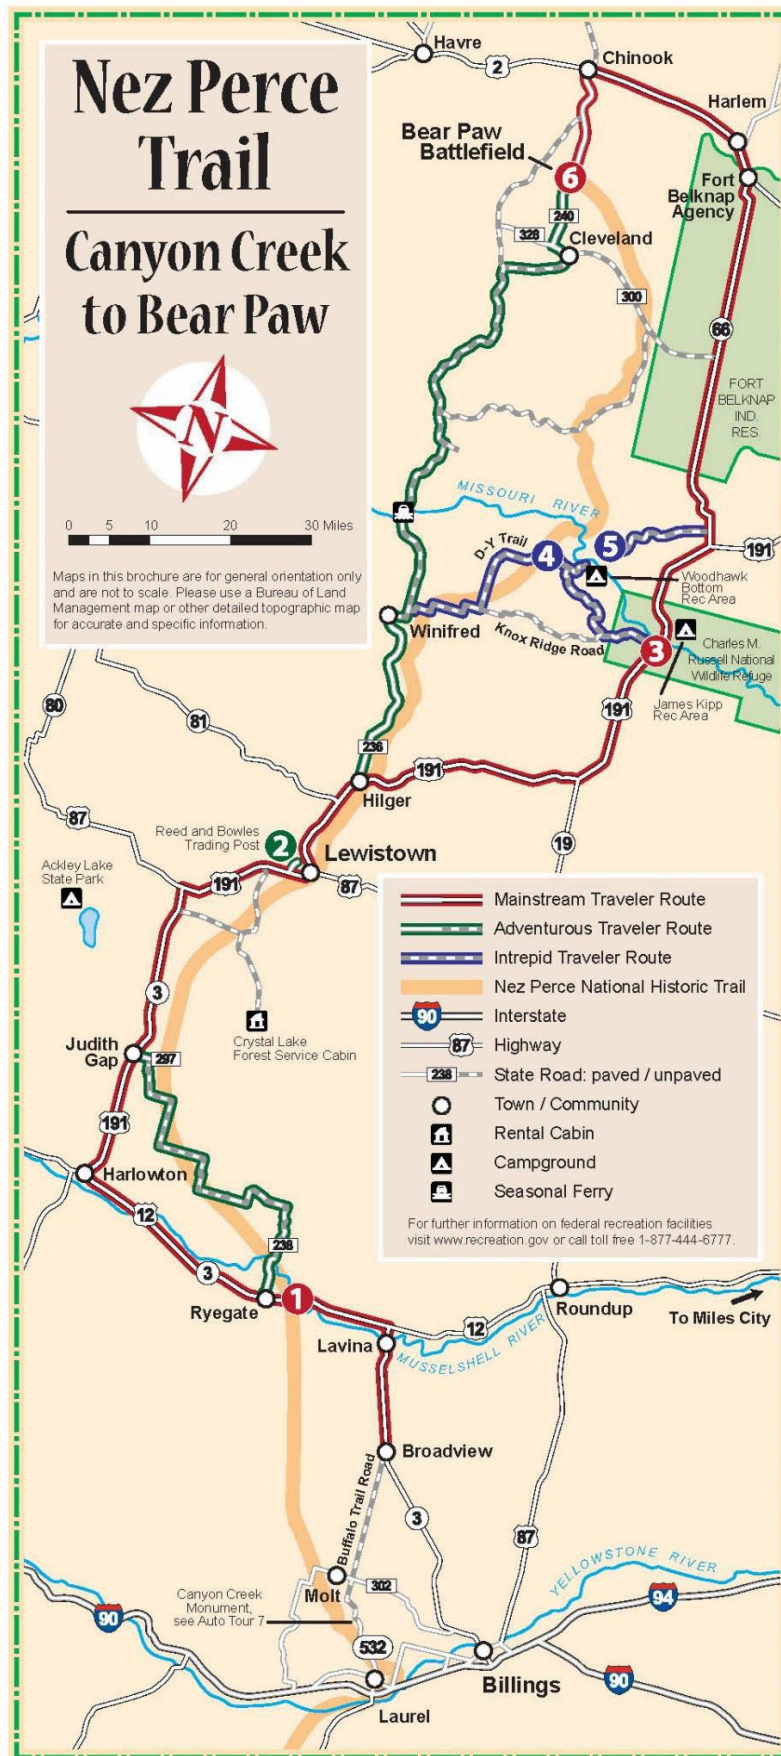 Nez Perce
Trail
Canyon Creek
to Bear Paw
N
0 5 10 20 30 Miles
Maps in this brochure are for general orientation only
and are not to scale. Please use a Bureau of Land
Management map or other detailed topographic map
for accurate and specific information.
Havre
2
Chinook
Harlem
Bear Paw
Battlefield
6
Fort
Belknap
Agency
240
328
Cleveland
300
66
FORT
BELKNAP
IND.
RES.
MISSOURI RIVER
D-Y Trail
4
5
191
Woodhawk
Bottom
Rec Area
Winifred
Knox Ridge Road
3
Charles M.
Russell National
Wildlife Refuge
James Kipp
Rec Area
191
80
81
236
191
Hilger
87
19
Reed and Bowles
Trading Post
2
Lewistown
Ackley Lake
State Park
191
87
3
Crystal Lake
Forest Service Cabin
Judith
Gap
297
191
Harlowton
12
3
238
Ryegate
1
Lavina
12
MUSSELSHELL RIVER
Roundup
To Miles City
Mainstream Traveler Route
Adventurous Traveler Route
Intrepid Traveler Route
Nez Perce National Historic Trail
90 Interstate
87 Highway
238 State Road: paved / unpaved
Town / Community
Rental Cabin
Campground
Seasonal Ferry
For further information on federal recreation facilities
visit www.recreation.gov or call toll free 1-877-444-6777.
Broadview
Buffalo Trail Road
3
87
Molt
302
YELLOWSTONE RIVER
Canyon Creek
Monument,
see Auto Tour 7
90
94
532
Billings
90
Laurel